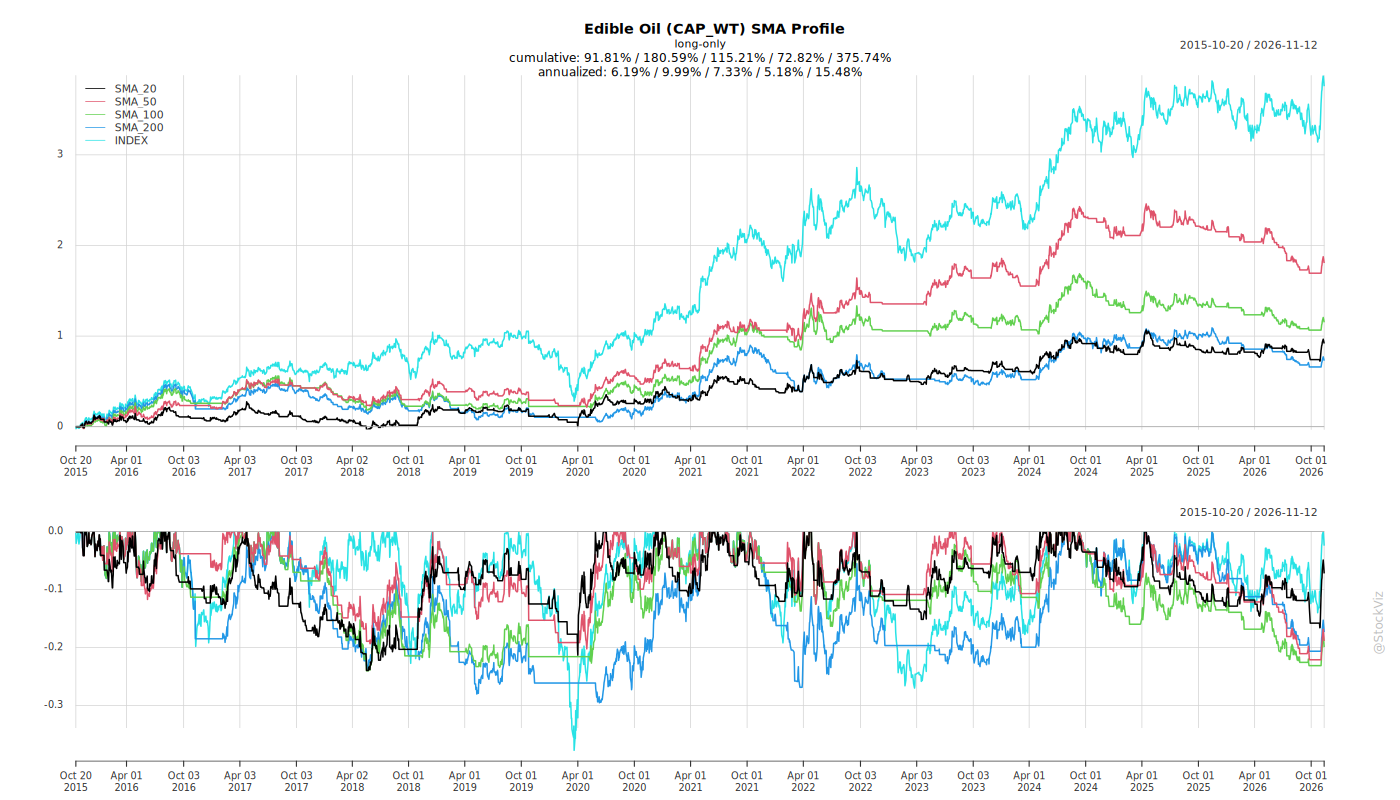 Edible Oil (CAP_WT) SMA Profile
long-only
cumulative: 91.81% / 180.59% / 115.21% / 72.82% / 375.74%
annualized: 6.19% / 9.99% / 7.33% / 5.18% / 15.48%
2015-10-20 / 2026-11-12
SMA_20
SMA_50
SMA_100
SMA_200
INDEX
3
2
1
0
Oct 20 Apr 01 Oct 03 Apr 03 Oct 03 Apr 02 Oct 01 Apr 01 Oct 01 Apr 01 Oct 01 Apr 01 Oct 01 Apr 01 Oct 03 Apr 03 Oct 03 Apr 01 Oct 01 Apr 01 Oct 01 Apr 01 Oct 01
2015 2016 2016 2017 2017 2018 2018 2019 2019 2020 2020 2021 2021 2022 2022 2023 2023 2024 2024 2025 2025 2026 2026
2015-10-20 / 2026-11-12
0.0
-0.1
-0.2
-0.3
Oct 20 Apr 01 Oct 03 Apr 03 Oct 03 Apr 02 Oct 01 Apr 01 Oct 01 Apr 01 Oct 01 Apr 01 Oct 01 Apr 01 Oct 03 Apr 03 Oct 03 Apr 01 Oct 01 Apr 01 Oct 01 Apr 01 Oct 01
2015 2016 2016 2017 2017 2018 2018 2019 2019 2020 2020 2021 2021 2022 2022 2023 2023 2024 2024 2025 2025 2026 2026
@StockViz